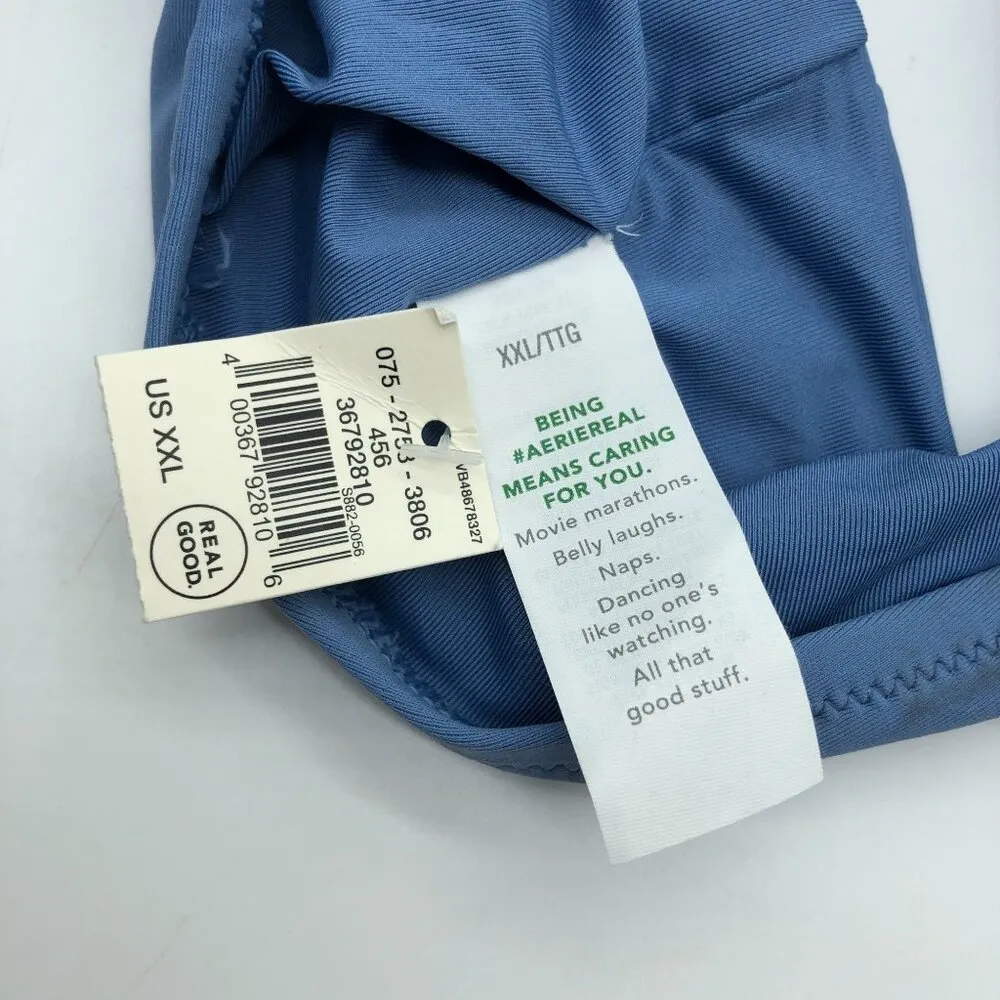 075 - 2753 - 3806
456
36792810
S882-0056
VB48678327
4 00367 92810 6
US XXL
REAL
GOOD.
XXL/TTG
BEING
#AERIEREAL
MEANS CARING
FOR YOU.
Movie marathons.
Belly laughs.
Naps.
Dancing
like no one's
watching.
All that
good stuff.